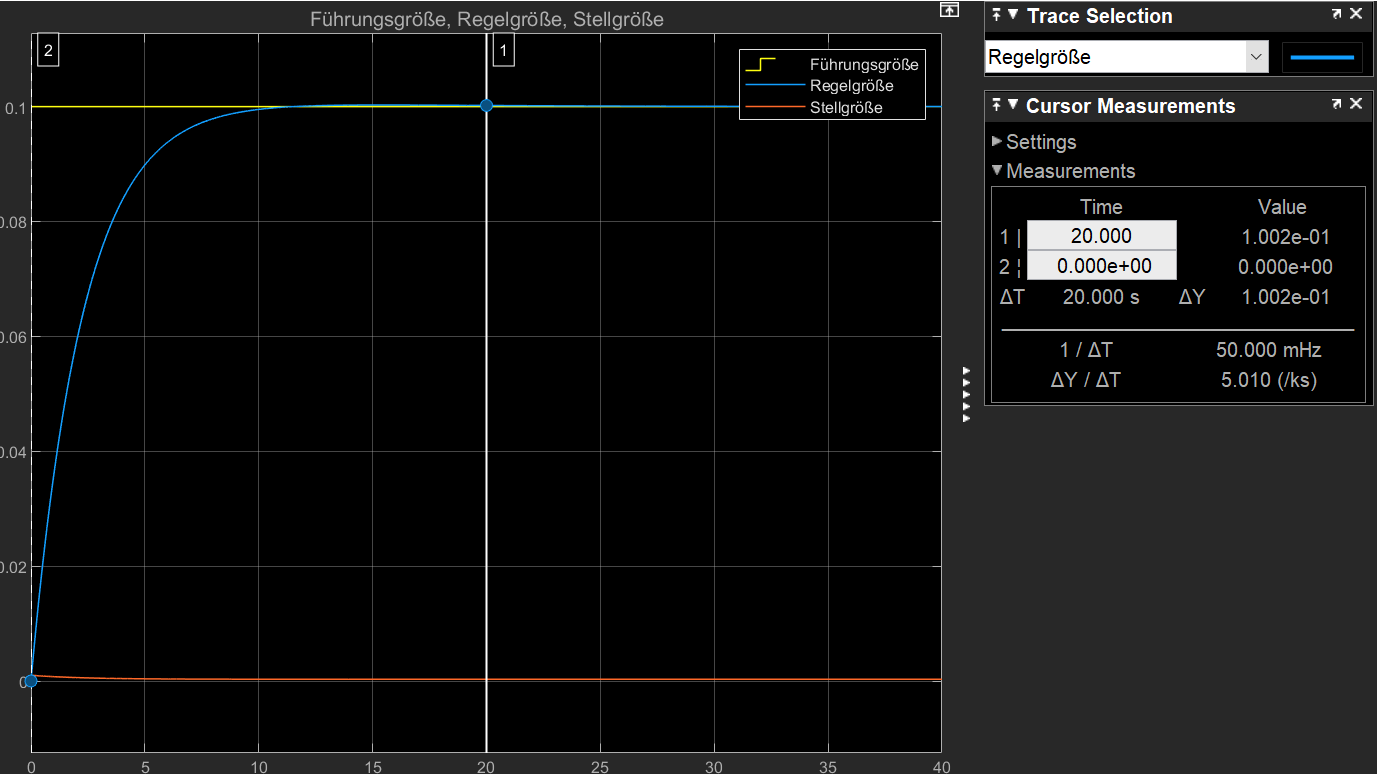 Führungsgröße, Regelgröße, Stellgröße
2
1
Führungsgröße
Regelgröße
Stellgröße
0.1
0.08
0.06
0.04
0.02
0
0 5 10 15 20 25 30 35 40
Trace Selection
Regelgröße
Cursor Measurements
Settings
Measurements
Time Value
1 | 20.000 1.002e-01
2 ¦ 0.000e+00 0.000e+00
ΔT 20.000 s ΔY 1.002e-01
1 / ΔT 50.000 mHz
ΔY / ΔT 5.010 (/ks)